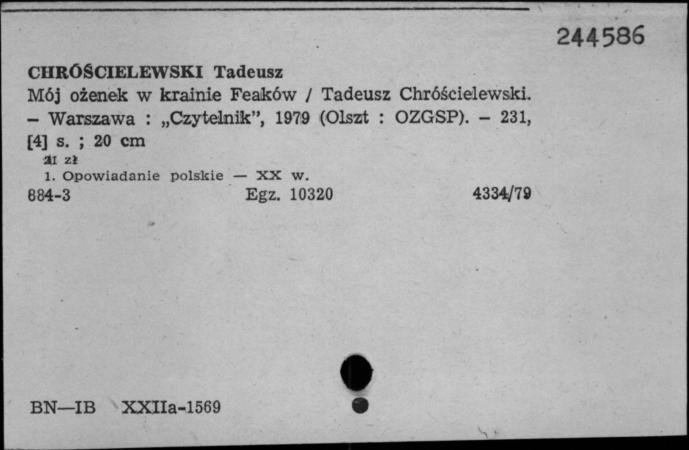 244586
CHRÓŚCIELEWSKI Tadeusz
Mój ożenek w krainie Feaków / Tadeusz Chróścielewski.
— Warszawa : „Czytelnik”, 1979 (Olszt : OZGSP). — 231,
[4] s. ; 20 cm
zł
1. Opowiadanie polskie — XX w.
884-3 Egz. 10320 4334/79
BN—IB XXIIa-1569